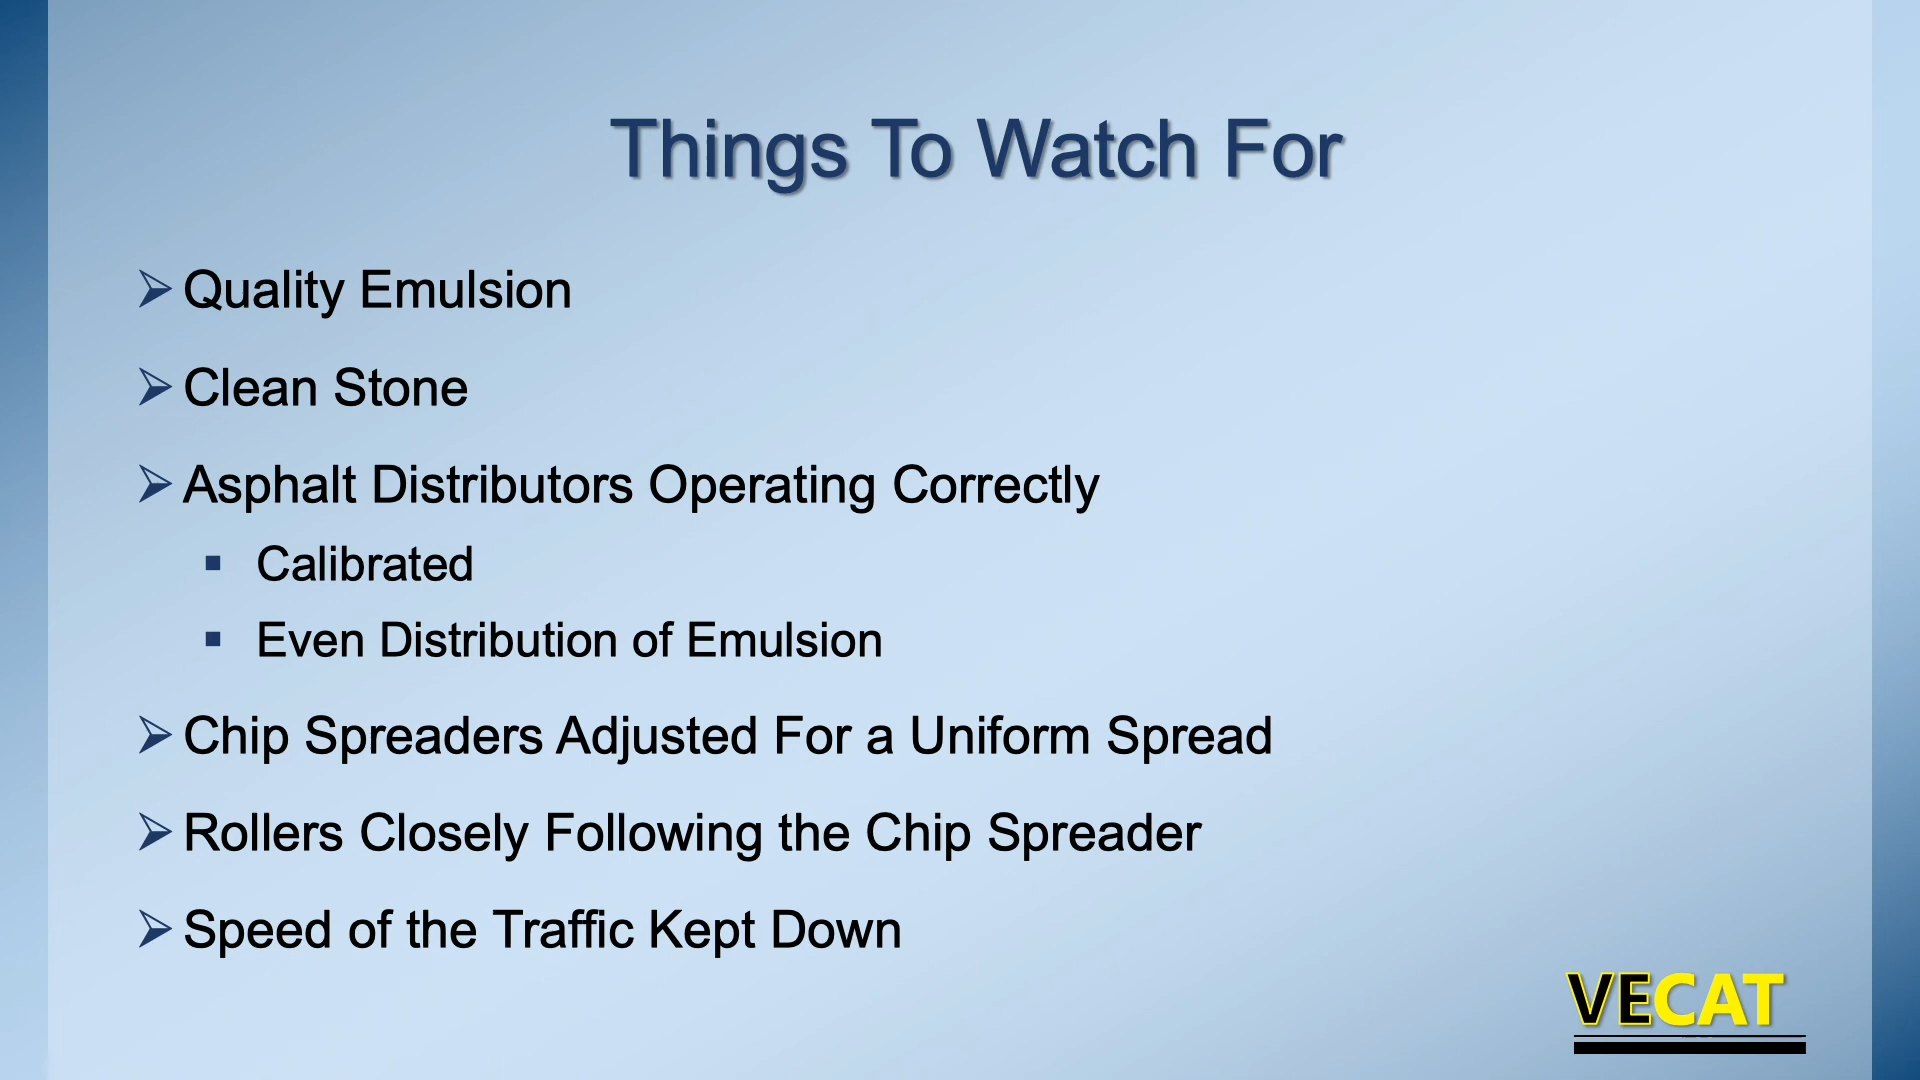 Things To Watch For
Quality Emulsion
Clean Stone
Asphalt Distributors Operating Correctly
Calibrated
Even Distribution of Emulsion
Chip Spreaders Adjusted For a Uniform Spread
Rollers Closely Following the Chip Spreader
Speed of the Traffic Kept Down
VECAT